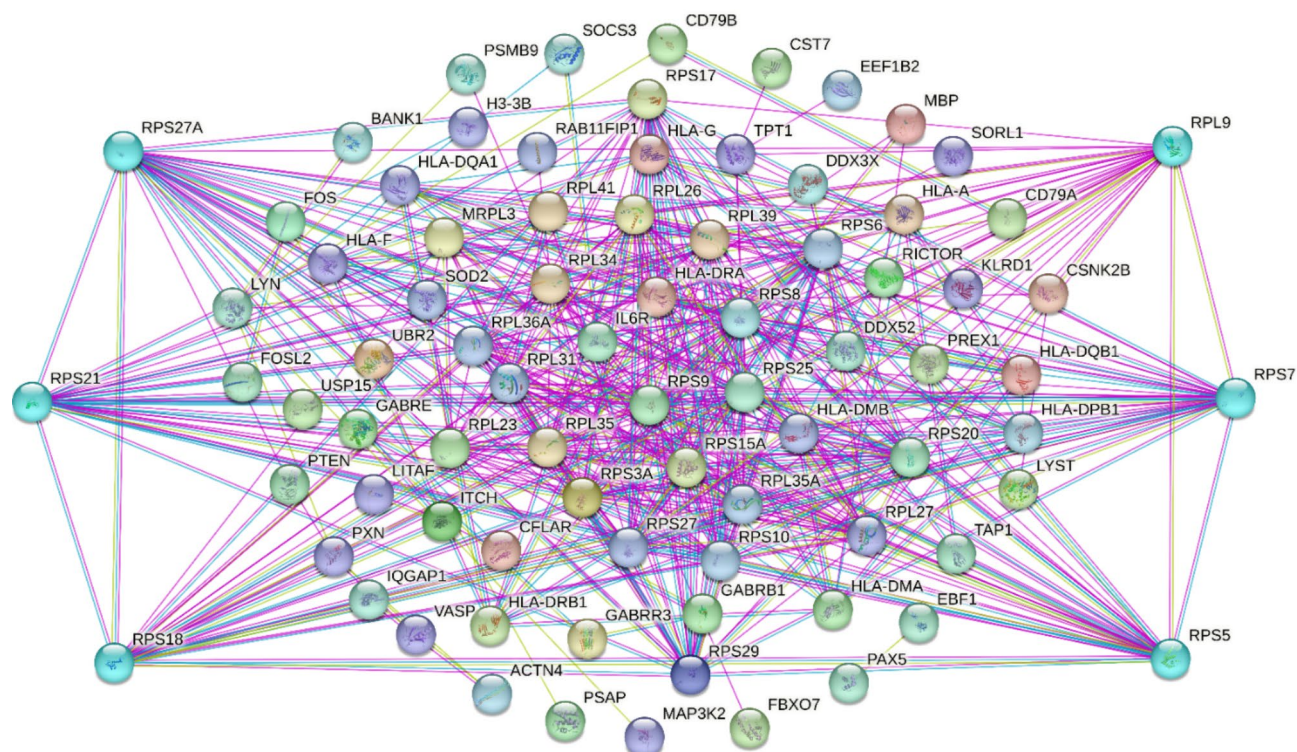 CD79B
SOCS3
PSMB9
CST7
RPS17
EEF1B2
H3-3B
MBP
BANK1
RAB11FIP1
HLA-G
TPT1
RPS27A
RPL9
SORL1
HLA-DQA1
DDX3X
FOS
RPL41
RPL26
HLA-A
CD79A
MRPL3
RPL39
RPS6
HLA-F
RICTOR
KLRD1
SOD2
RPL34
HLA-DRA
CSNK2B
LYN
RPS8
UBR2
RPL36A
IL6R
DDX52
PREX1
HLA-DQB1
FOSL2
RPL31
RPS21
USP15
RPS9
RPS25
RPS7
GABRE
HLA-DMB
HLA-DPB1
RPL23
RPL35
RPS15A
RPS20
PTEN
LITAF
RPS3A
RPL35A
LYST
ITCH
PXN
CFLAR
RPS27
RPS10
RPL27
TAP1
IQGAP1
HLA-DMA
VASP
HLA-DRB1
GABRR3
GABRB1
EBF1
RPS18
RPS29
RPS5
ACTN4
PAX5
PSAP
MAP3K2
FBXO7